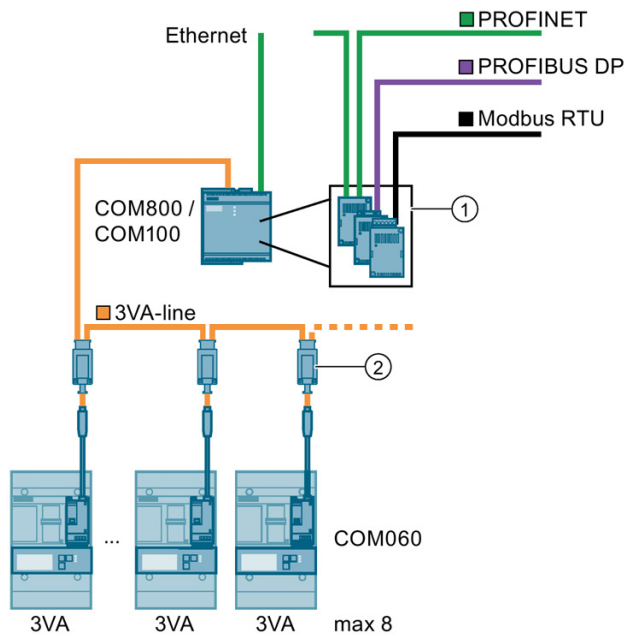 PROFINET
Ethernet
PROFIBUS DP
Modbus RTU
COM800 /
COM100
1
3VA-line
2
...
COM060
3VA
3VA
3VA
max 8